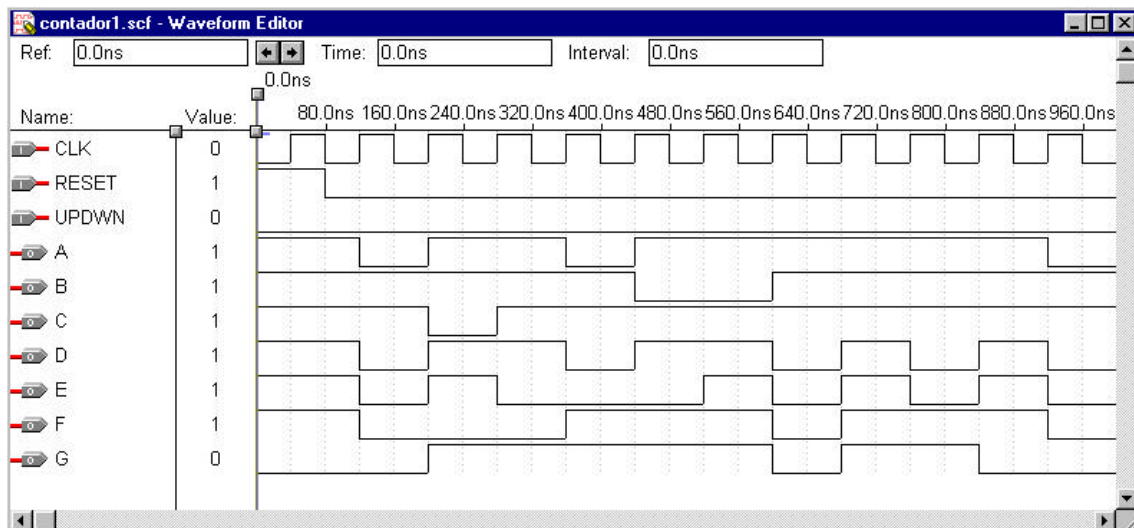 contador1.scf - Waveform Editor
Ref: 0.0ns Time: 0.0ns Interval: 0.0ns
0.0ns
Name: Value: 80.0ns 160.0ns 240.0ns 320.0ns 400.0ns 480.0ns 560.0ns 640.0ns 720.0ns 800.0ns 880.0ns 960.0ns
CLK 0
RESET 1
UPDWN 0
A 1
B 1
C 1
D 1
E 1
F 1
G 0